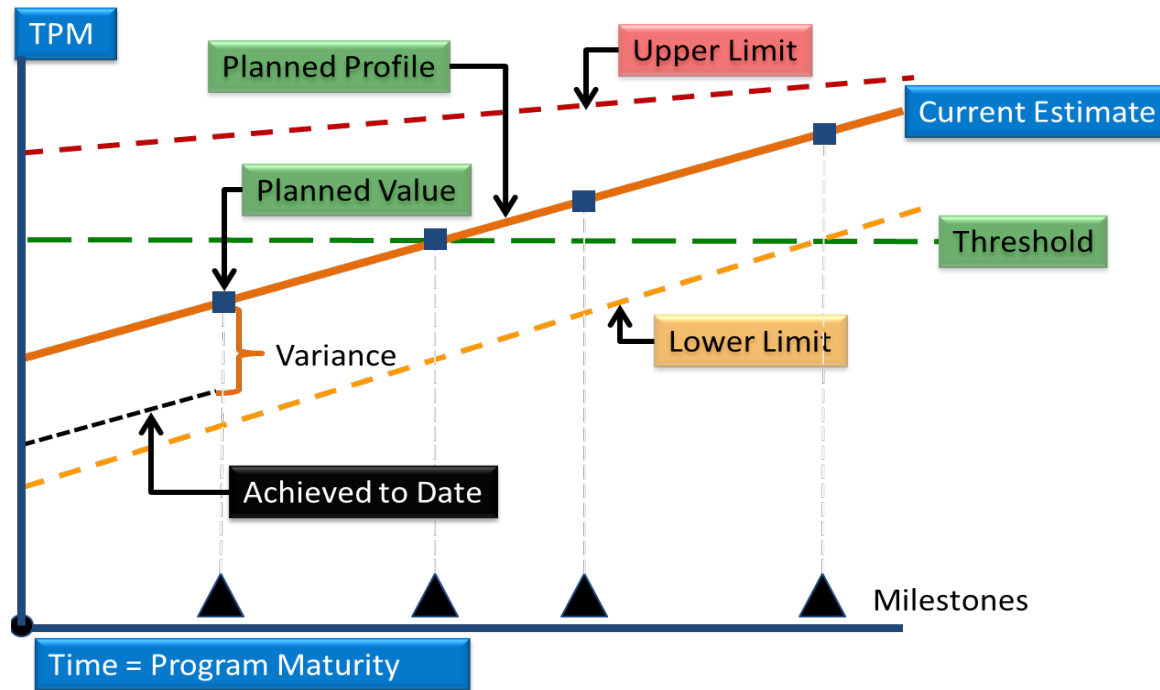 TPM
Upper Limit
Planned Profile
Current Estimate
Planned Value
Threshold
Variance
Lower Limit
Achieved to Date
Milestones
Time = Program Maturity